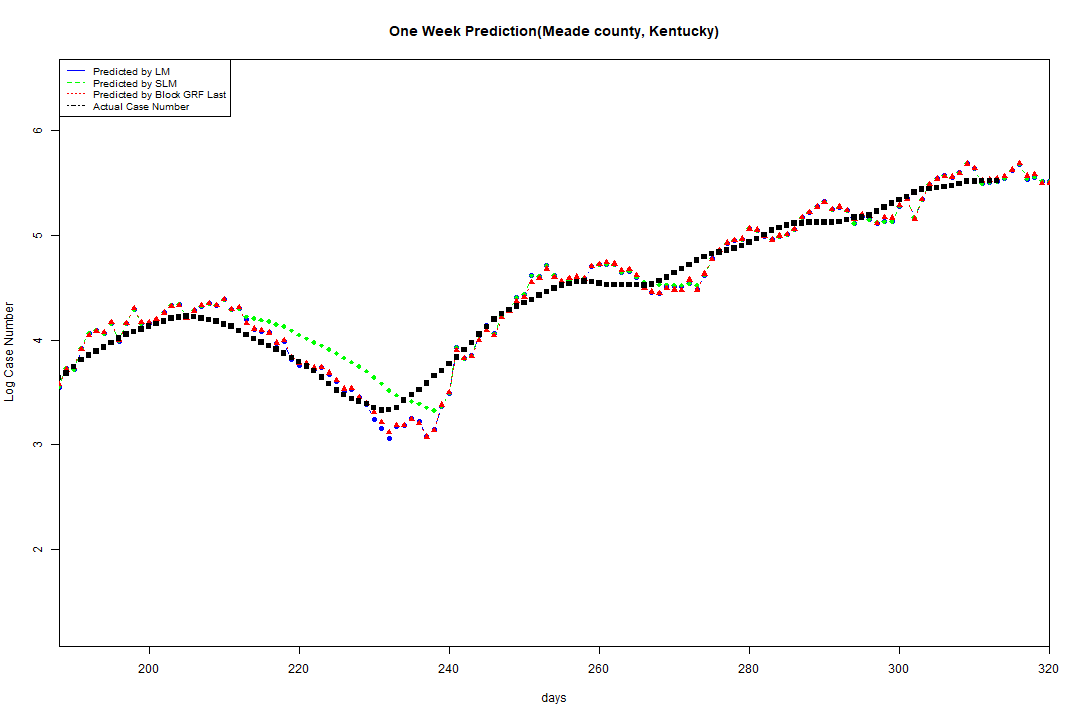 One Week Prediction(Meade county, Kentucky)
Predicted by LM
Predicted by SLM
Predicted by Block GRF Last
Actual Case Number
6
5
4
3
2
Log Case Number
200 220 240 260 280 300 320
days